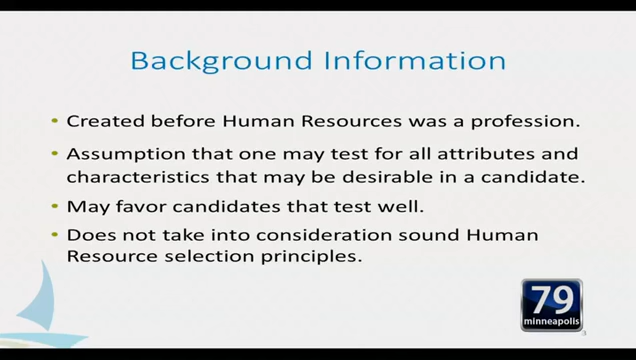 Background Information
• Created before Human Resources was a profession.
• Assumption that one may test for all attributes and
characteristics that may be desirable in a candidate.
• May favor candidates that test well.
• Does not take into consideration sound Human
Resource selection principles.
79
minneapolis
3